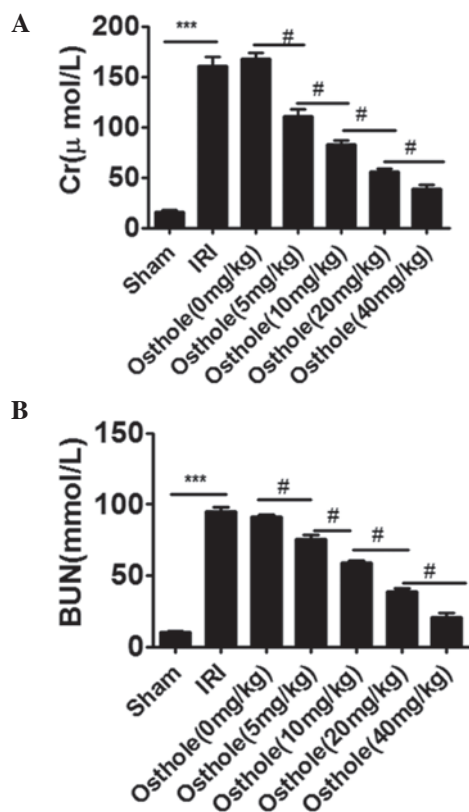 A
Cr(μ mol/L)
200
150
100
50
0
***
#
#
#
#
Sham
IRI
Osthole(0mg/kg)
Osthole(5mg/kg)
Osthole(10mg/kg)
Osthole(20mg/kg)
Osthole(40mg/kg)
B
BUN(mmol/L)
150
100
50
0
***
#
#
#
#
Sham
IRI
Osthole(0mg/kg)
Osthole(5mg/kg)
Osthole(10mg/kg)
Osthole(20mg/kg)
Osthole(40mg/kg)